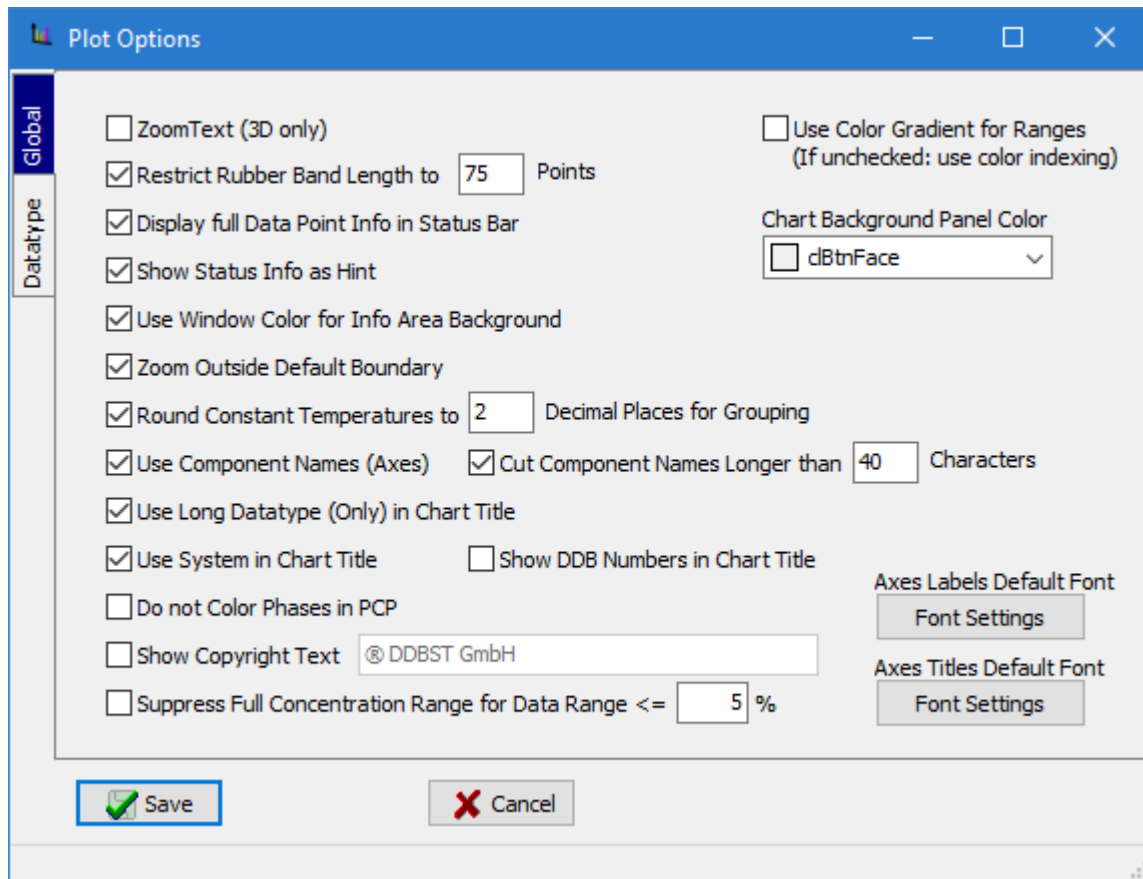 Plot Options
Global
Datatype
ZoomText (3D only)
Use Color Gradient for Ranges
(If unchecked: use color indexing)
Restrict Rubber Band Length to 75 Points
Display full Data Point Info in Status Bar
Chart Background Panel Color
clBtnFace
Show Status Info as Hint
Use Window Color for Info Area Background
Zoom Outside Default Boundary
Round Constant Temperatures to 2 Decimal Places for Grouping
Use Component Names (Axes) Cut Component Names Longer than 40 Characters
Use Long Datatype (Only) in Chart Title
Use System in Chart Title Show DDB Numbers in Chart Title
Axes Labels Default Font
Do not Color Phases in PCP
Font Settings
Show Copyright Text ® DDBST GmbH
Axes Titles Default Font
Suppress Full Concentration Range for Data Range <= 5 %
Font Settings
Save Cancel